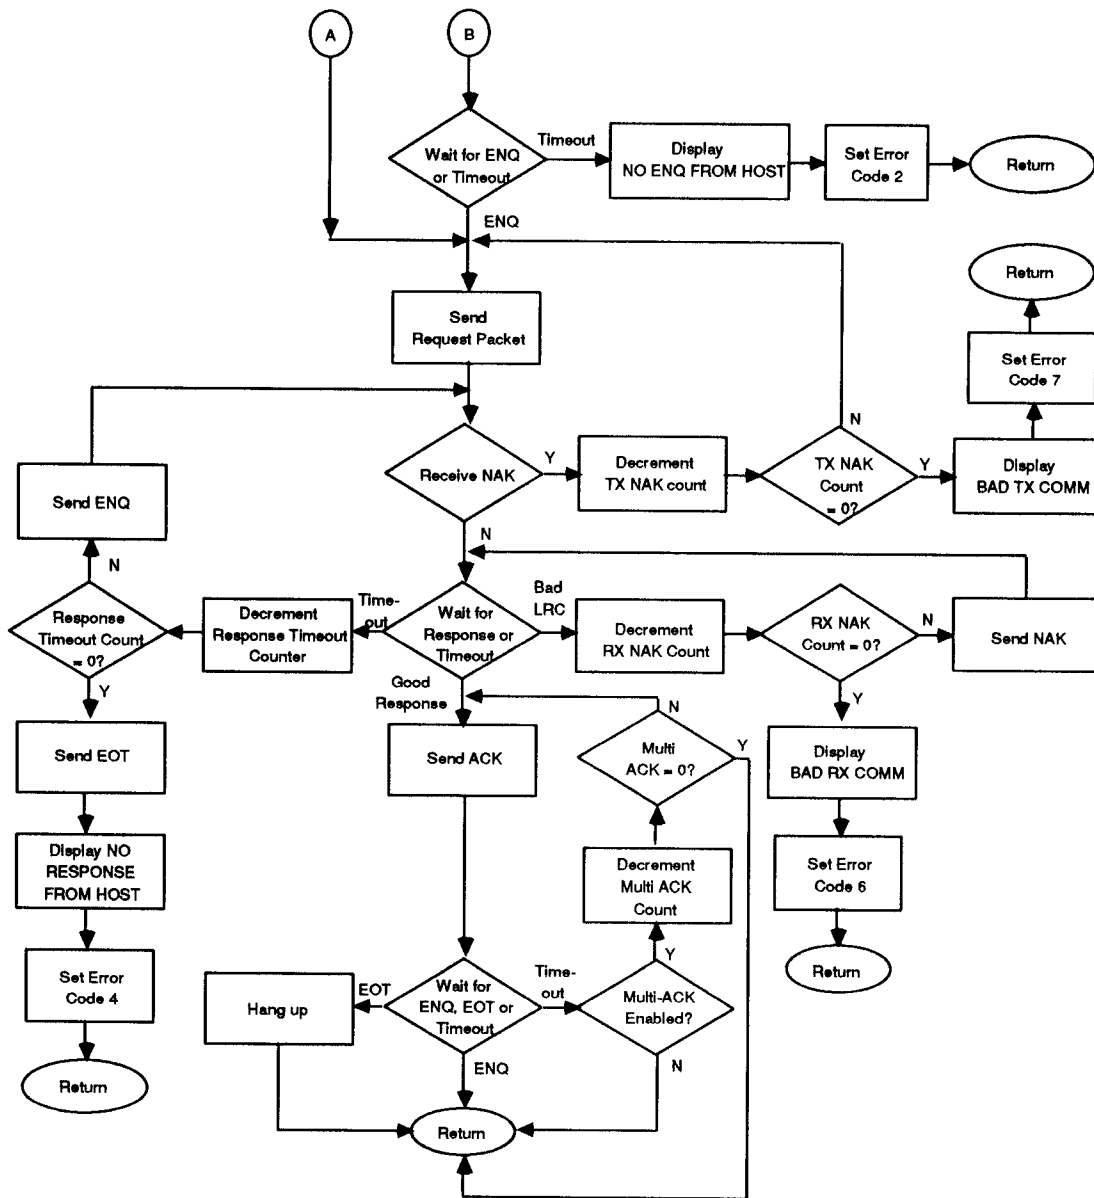 A
B
Wait for ENQ
or Timeout
Timeout
Display
NO ENQ FROM HOST
Set Error
Code 2
Return
ENQ
Return
Send
Request Packet
Set Error
Code 7
N
Receive NAK
Y
Decrement
TX NAK count
TX NAK
Count
= 0?
Y
Display
BAD TX COMM
Send ENQ
N
N
Response
Timeout Count
= 0?
Decrement
Response Timeout
Counter
Time-
out
Wait for
Response or
Timeout
Bad
LRC
Decrement
RX NAK Count
RX NAK
Count = 0?
N
Send NAK
Y
Good
Response
N
Y
Y
Send EOT
Send ACK
Multi
ACK = 0?
Display
BAD RX COMM
Display NO
RESPONSE
FROM HOST
Decrement
Multi ACK
Count
Set Error
Code 6
Y
Return
Set Error
Code 4
Hang up
EOT
Wait for
ENQ, EOT or
Timeout
Time-
out
Multi-ACK
Enabled?
ENQ
N
Return
Return